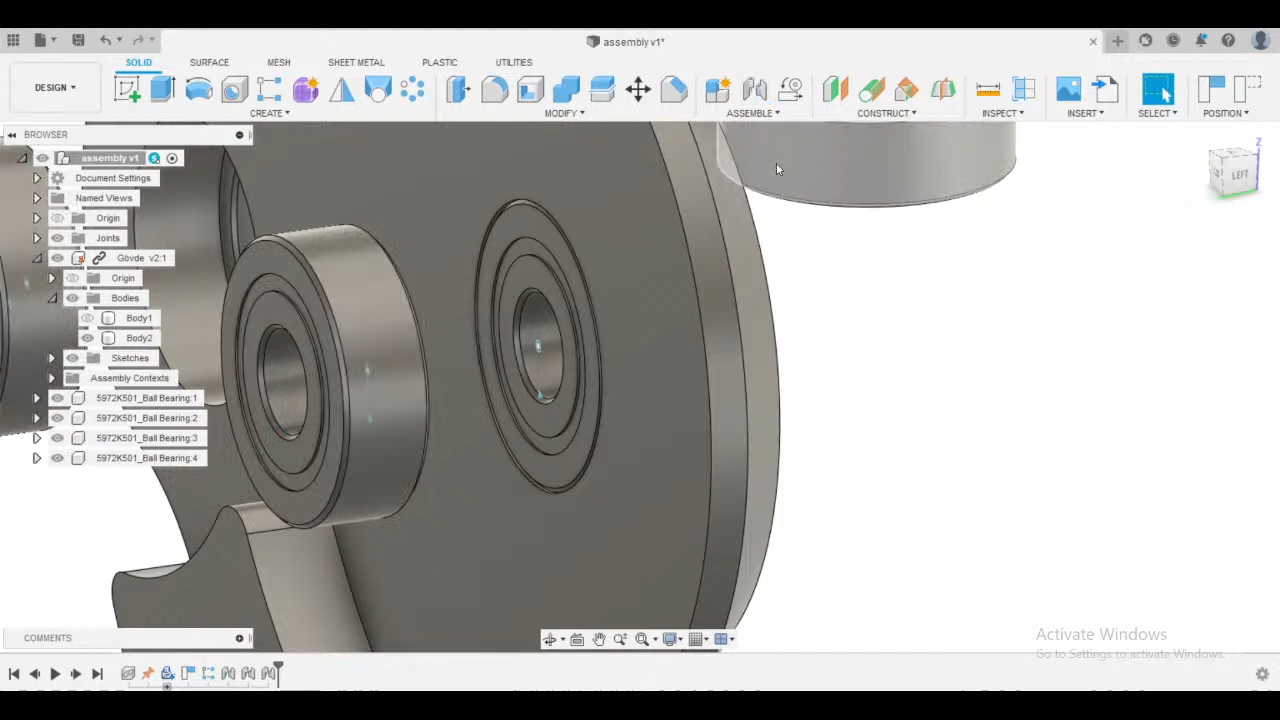 assembly v1*
SOLID SURFACE MESH SHEET METAL PLASTIC UTILITIES
DESIGN
CREATE MODIFY ASSEMBLE CONSTRUCT INSPECT INSERT SELECT POSITION
BROWSER
assembly v1
Document Settings
Named Views
Origin
Joints
Gövde v2:1
Origin
Bodies
Body1
Body2
Sketches
Assembly Contexts
5972K501_Ball Bearing:1
5972K501_Ball Bearing:2
5972K501_Ball Bearing:3
5972K501_Ball Bearing:4
Z
LEFT
COMMENTS
Activate Windows
Go to Settings to activate Windows.